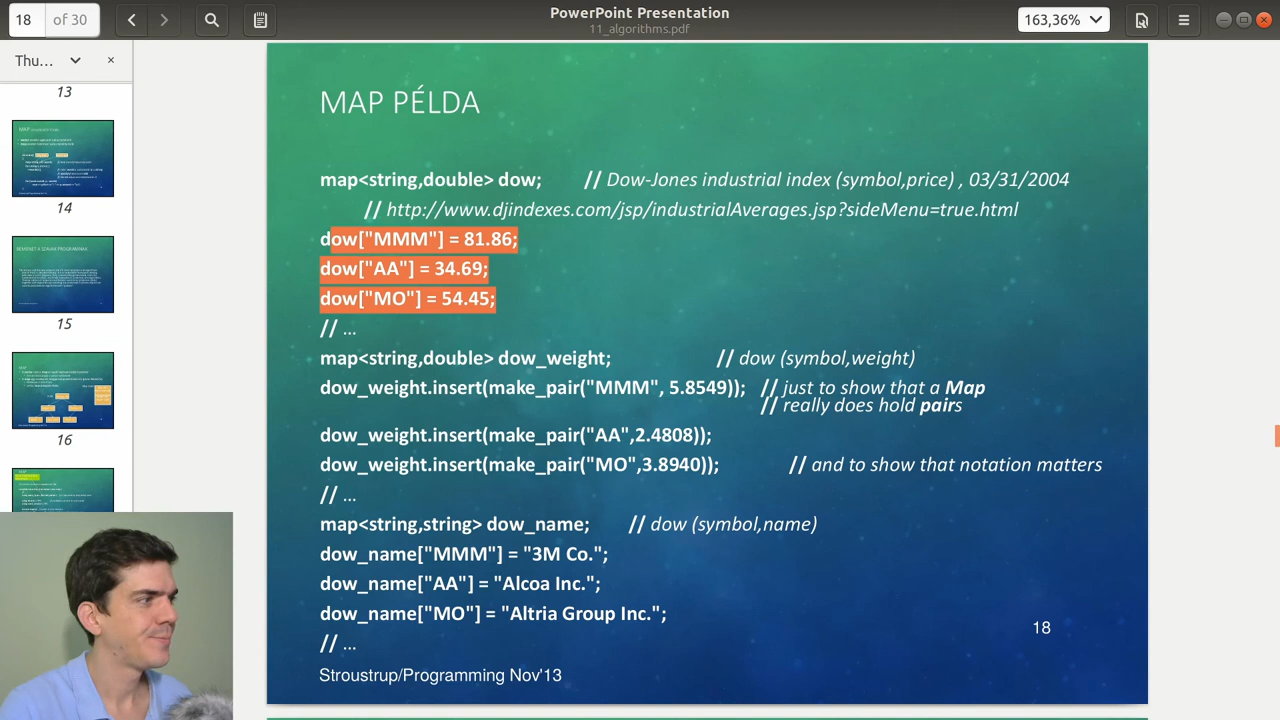 18 of 30
PowerPoint Presentation
11_algorithms.pdf
163,36%
Thu...
13
14
15
16
MAP PÉLDA
map<string,double> dow; // Dow-Jones industrial index (symbol,price) , 03/31/2004
// http://www.djindexes.com/jsp/industrialAverages.jsp?sideMenu=true.html
dow["MMM"] = 81.86;
dow["AA"] = 34.69;
dow["MO"] = 54.45;
// …
map<string,double> dow_weight; // dow (symbol,weight)
dow_weight.insert(make_pair("MMM", 5.8549)); // just to show that a Map
// really does hold pairs
dow_weight.insert(make_pair("AA",2.4808));
dow_weight.insert(make_pair("MO",3.8940)); // and to show that notation matters
// …
map<string,string> dow_name; // dow (symbol,name)
dow_name["MMM"] = "3M Co.";
dow_name["AA"] = "Alcoa Inc.";
dow_name["MO"] = "Altria Group Inc.";
// …
18
Stroustrup/Programming Nov'13